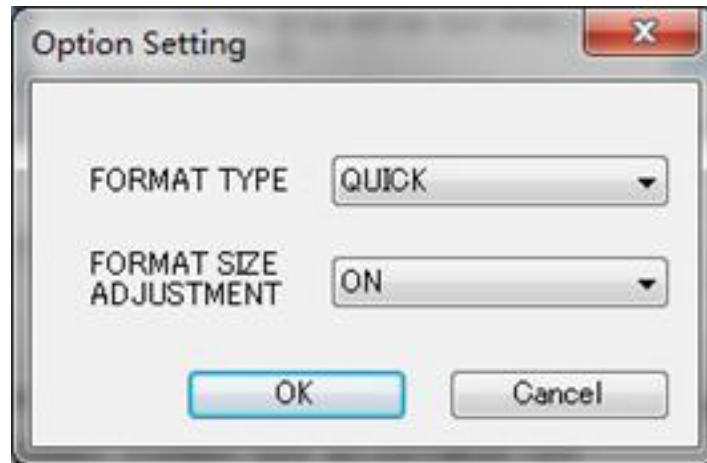 Option Setting
FORMAT TYPE QUICK
FORMAT SIZE
ADJUSTMENT ON
OK Cancel